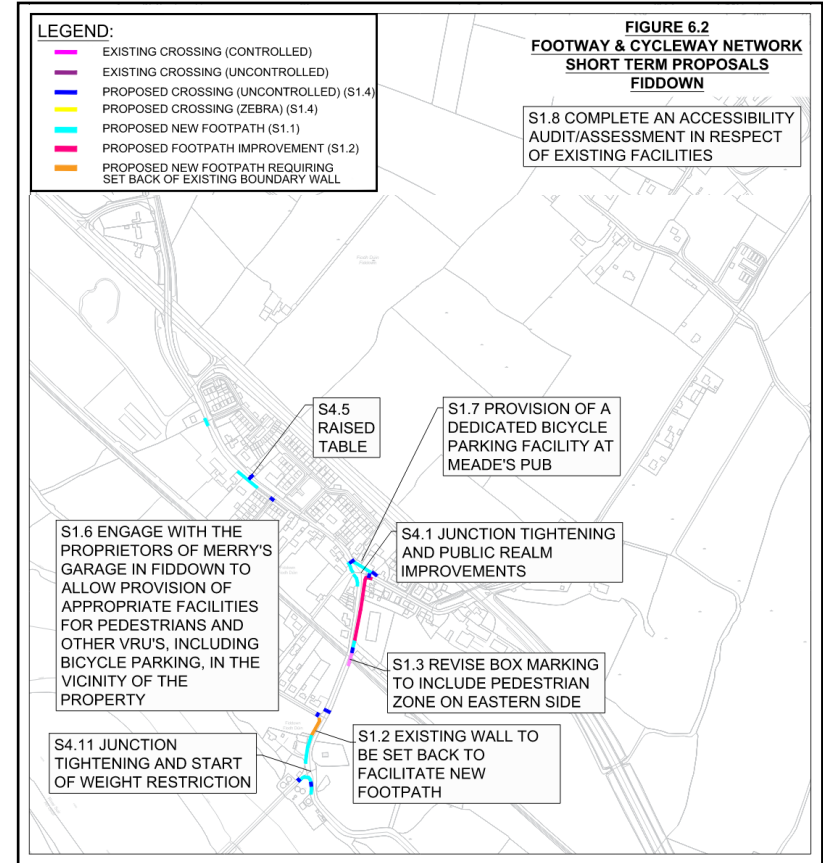 LEGEND:
EXISTING CROSSING (CONTROLLED)
EXISTING CROSSING (UNCONTROLLED)
PROPOSED CROSSING (UNCONTROLLED) (S1.4)
PROPOSED CROSSING (ZEBRA) (S1.4)
PROPOSED NEW FOOTPATH (S1.1)
PROPOSED FOOTPATH IMPROVEMENT (S1.2)
PROPOSED NEW FOOTPATH REQUIRING
SET BACK OF EXISTING BOUNDARY WALL
FIGURE 6.2
FOOTWAY & CYCLEWAY NETWORK
SHORT TERM PROPOSALS
FIDDOWN
S1.8 COMPLETE AN ACCESSIBILITY
AUDIT/ASSESSMENT IN RESPECT
OF EXISTING FACILITIES
S4.5
RAISED
TABLE
S1.7 PROVISION OF A
DEDICATED BICYCLE
PARKING FACILITY AT
MEADE'S PUB
S1.6 ENGAGE WITH THE
PROPRIETORS OF MERRY'S
GARAGE IN FIDDOWN TO
ALLOW PROVISION OF
APPROPRIATE FACILITIES
FOR PEDESTRIANS AND
OTHER VRU'S, INCLUDING
BICYCLE PARKING, IN THE
VICINITY OF THE
PROPERTY
S4.1 JUNCTION TIGHTENING
AND PUBLIC REALM
IMPROVEMENTS
S1.3 REVISE BOX MARKING
TO INCLUDE PEDESTRIAN
ZONE ON EASTERN SIDE
S4.11 JUNCTION
TIGHTENING AND START
OF WEIGHT RESTRICTION
S1.2 EXISTING WALL TO
BE SET BACK TO
FACILITATE NEW
FOOTPATH